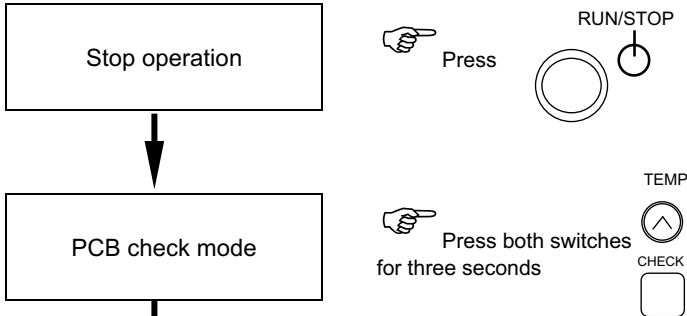 Stop operation
Press
RUN/STOP
PCB check mode
Press both switches
for three seconds
TEMP
CHECK